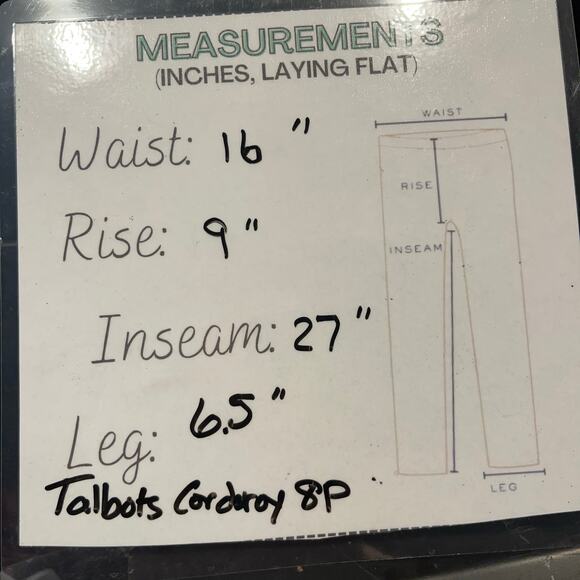 MEASUREMENTS
(INCHES, LAYING FLAT)
Waist: 16 "
Rise: 9 "
Inseam: 27 "
Leg: 6.5 "
Talbots Corduroy 8P
WAIST
RISE
INSEAM
LEG